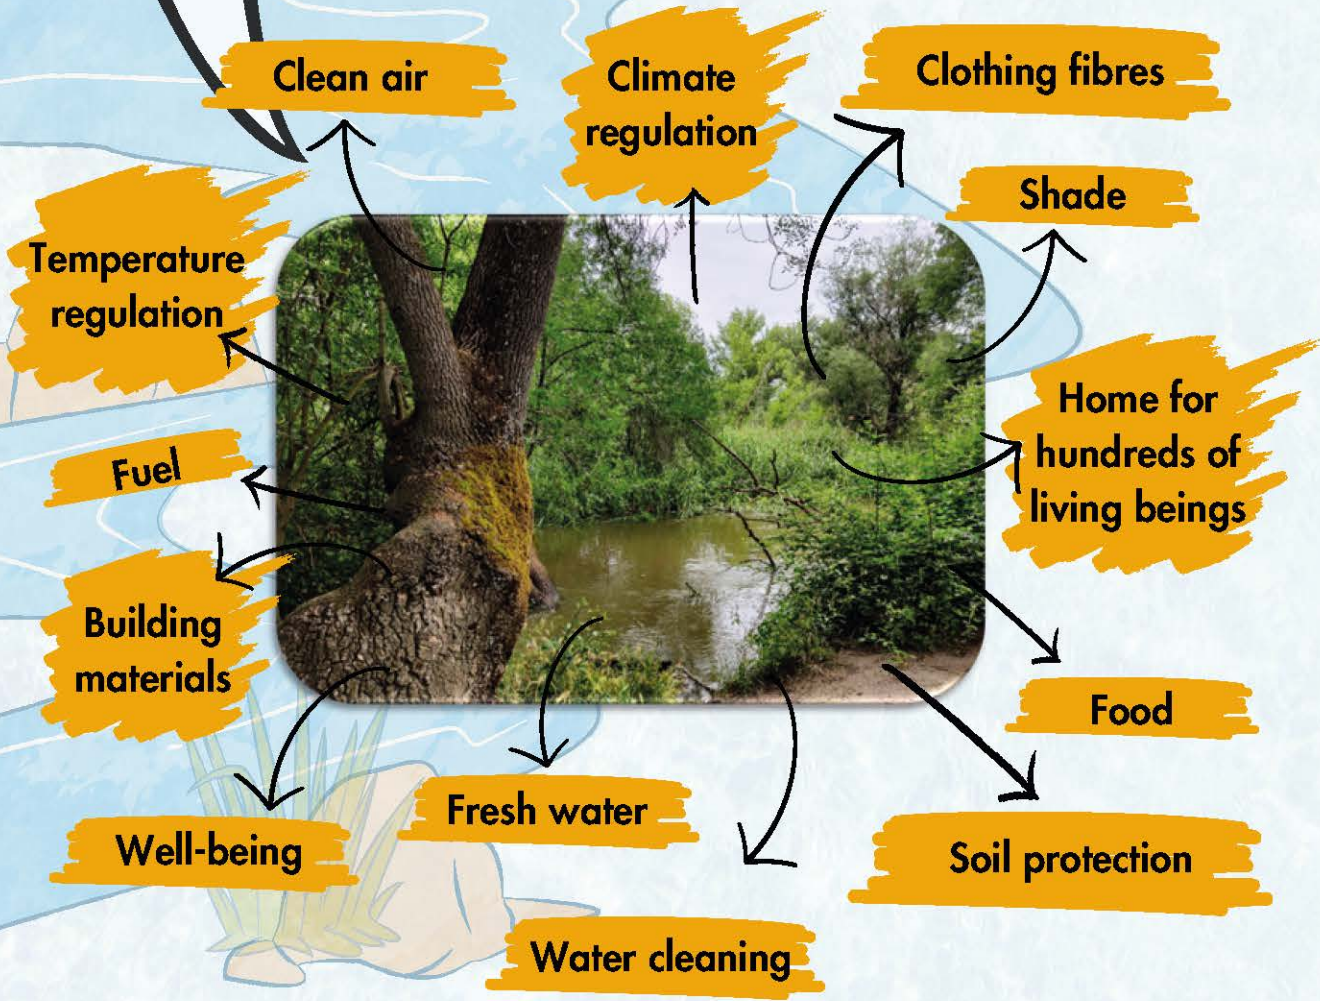 Clean air
Climate
regulation
Clothing fibres
Shade
Temperature
regulation
Home for
hundreds of
living beings
Fuel
Building
materials
Food
Fresh water
Well-being
Soil protection
Water cleaning